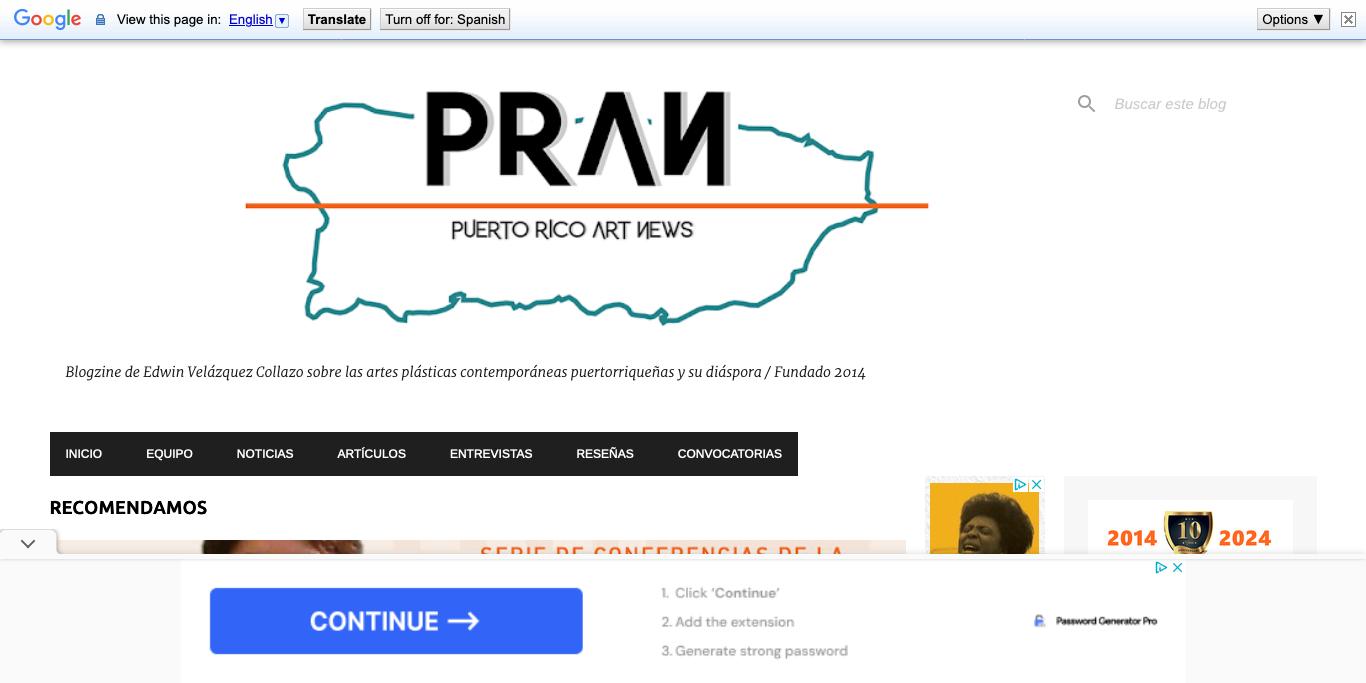 Google View this page in: English ▼ Translate Turn off for: Spanish Options ▼
PRAN
Buscar este blog
PUERTO RICO ART NEWS
Blogzine de Edwin Velázquez Collazo sobre las artes plásticas contemporáneas puertorriqueñas y su diáspora / Fundado 2014
INICIO EQUIPO NOTICIAS ARTÍCULOS ENTREVISTAS RESEÑAS CONVOCATORIAS
RECOMENDAMOS
2014 10 2024
SERIE DE CONFERENCIAS DE LA
CONTINUE →
1. Click 'Continue'
2. Add the extension
3. Generate strong password
Password Generator Pro